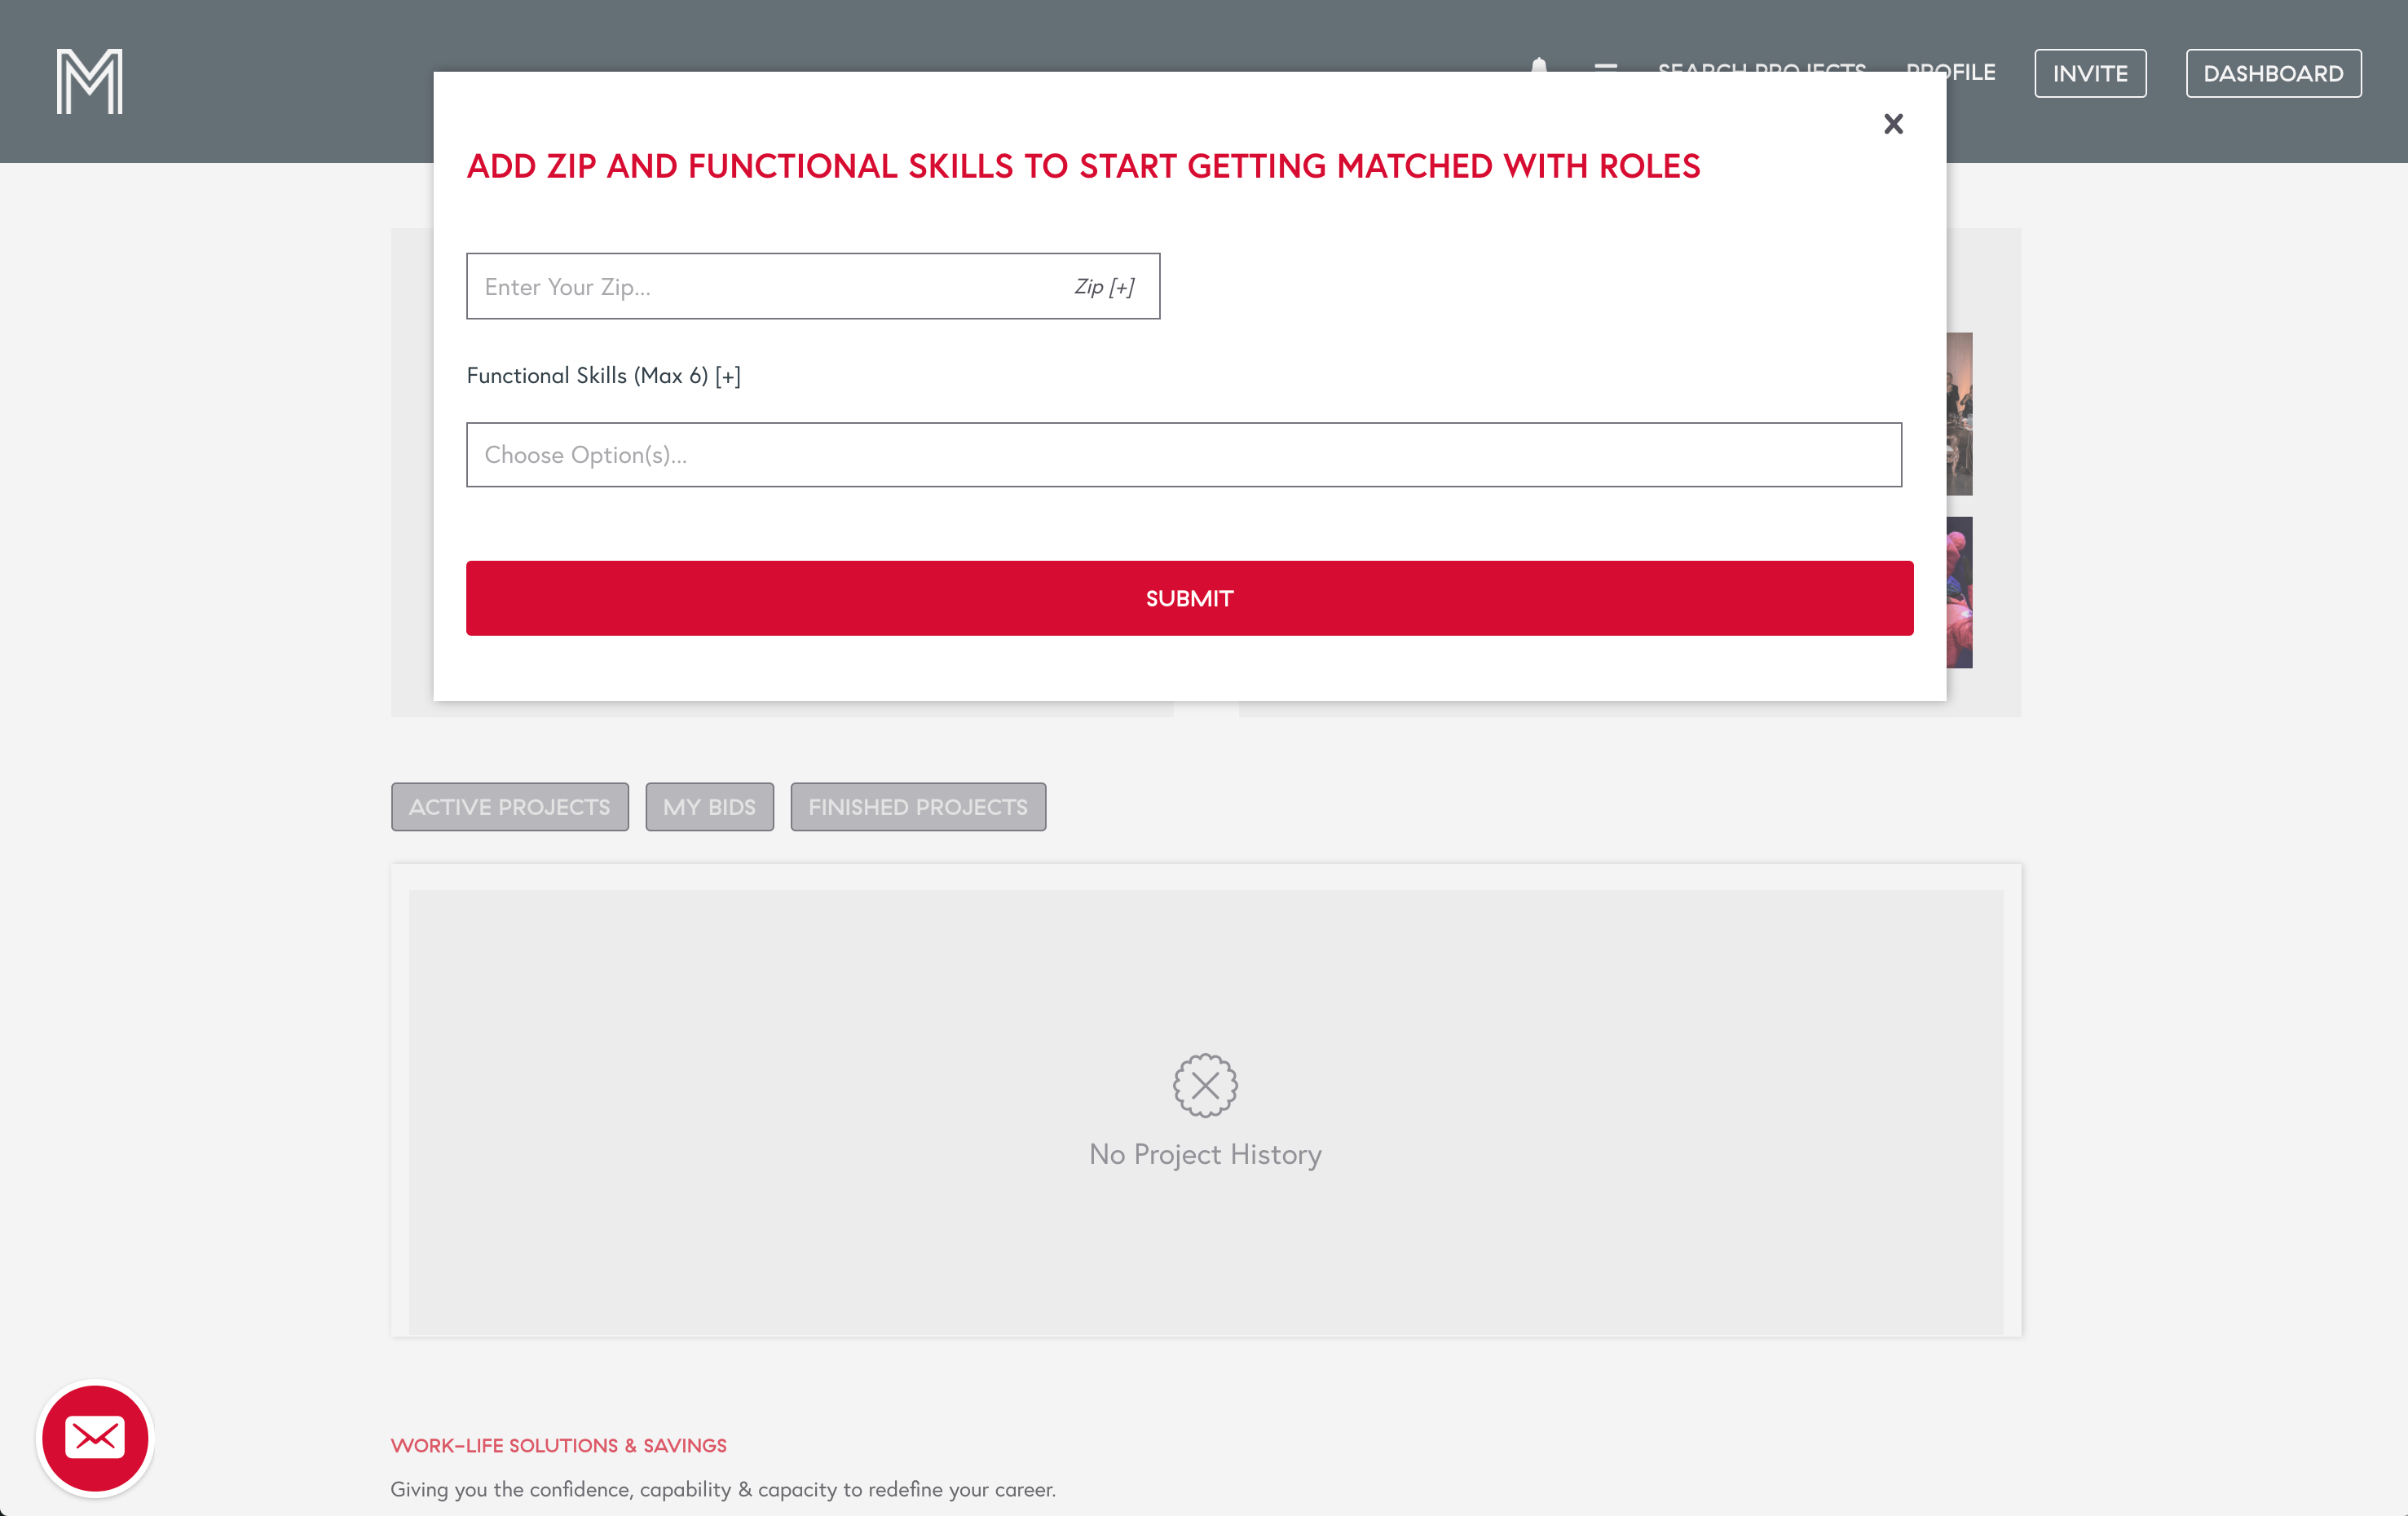 M
SEARCH PROJECTS
PROFILE
INVITE
DASHBOARD
ADD ZIP AND FUNCTIONAL SKILLS TO START GETTING MATCHED WITH ROLES
Enter Your Zip...
Zip [+]
Functional Skills (Max 6) [+]
Choose Option(s)...
SUBMIT
ACTIVE PROJECTS
MY BIDS
FINISHED PROJECTS
No Project History
WORK-LIFE SOLUTIONS & SAVINGS
Giving you the confidence, capability & capacity to redefine your career.